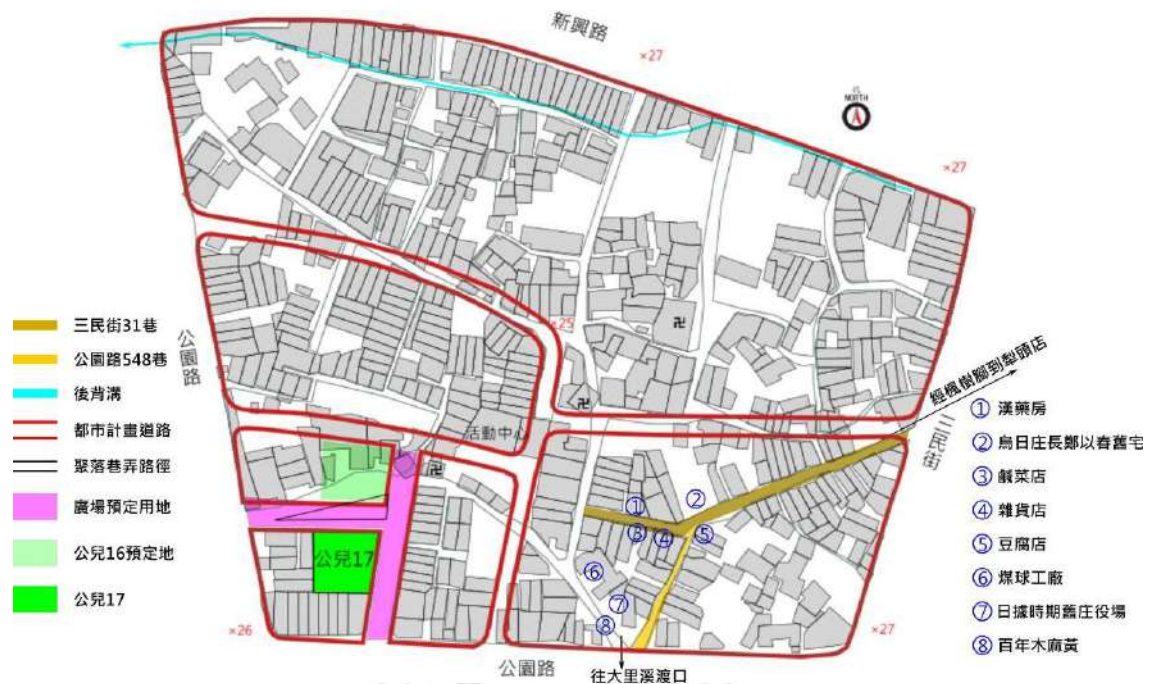 新興路
×27
NORTH
×27
三民街31巷
公園路548巷
後背溝
都市計畫道路
聚落巷弄路徑
廣場預定用地
公兒16預定地
公兒17
公園路
×25
卍
卍
活動中心
卍
經楓樹腳到犁頭店
三民街
① 漢藥房
② 烏日庄長鄭以春舊宅
③ 鹹菜店
④ 雜貨店
⑤ 豆腐店
⑥ 煤球工廠
⑦ 日據時期舊庄役場
⑧ 百年木麻黃
①
②
③
④
⑤
⑥
⑦
⑧
公兒17
×26
×27
公園路
往大里溪渡口